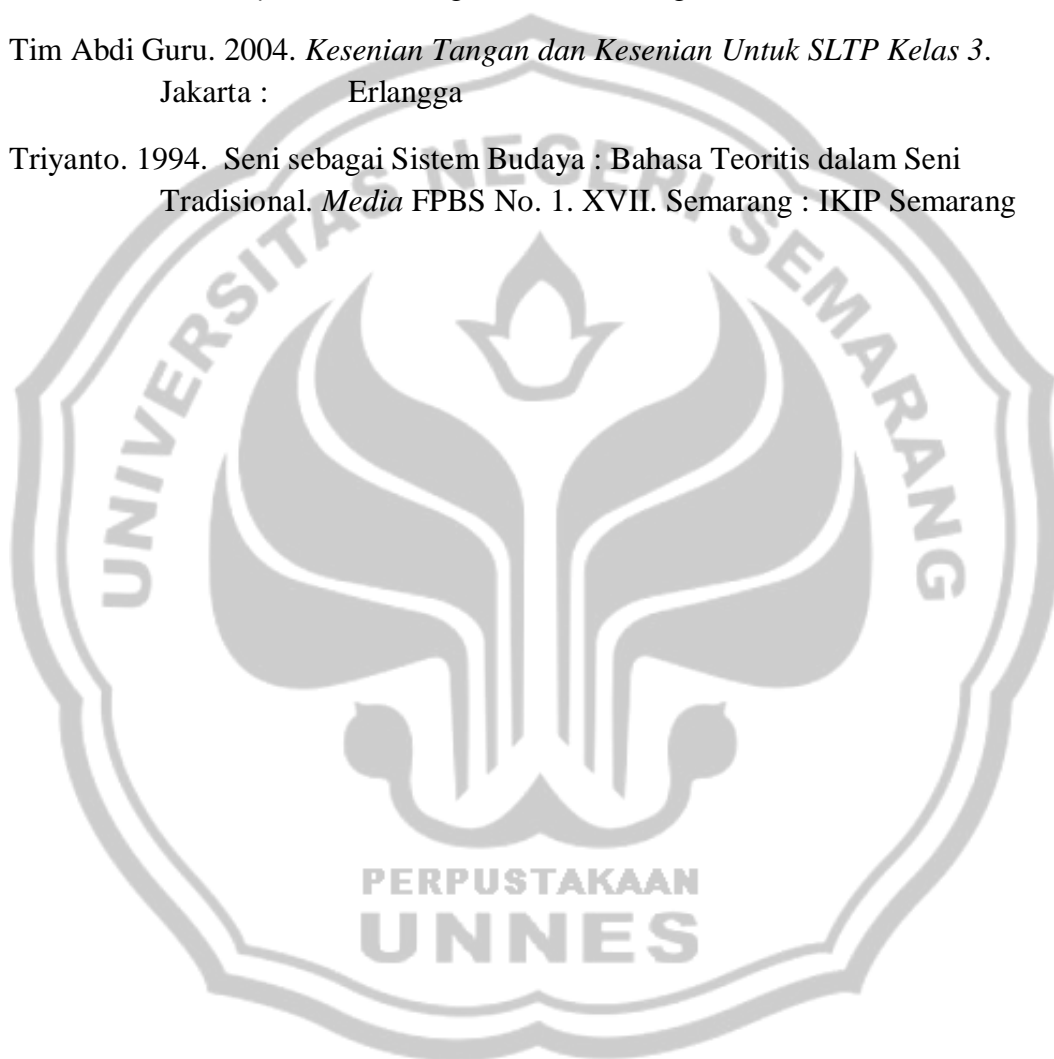 Tim Abdi Guru. 2004. Kesenian Tangan dan Kesenian Untuk SLTP Kelas 3.
Jakarta : Erlangga
Triyanto. 1994. Seni sebagai Sistem Budaya : Bahasa Teoritis dalam Seni
Tradisional. Media FPBS No. 1. XVII. Semarang : IKIP Semarang
UNIVERSITAS NEGERI SEMARANG
PERPUSTAKAAN
UNNES